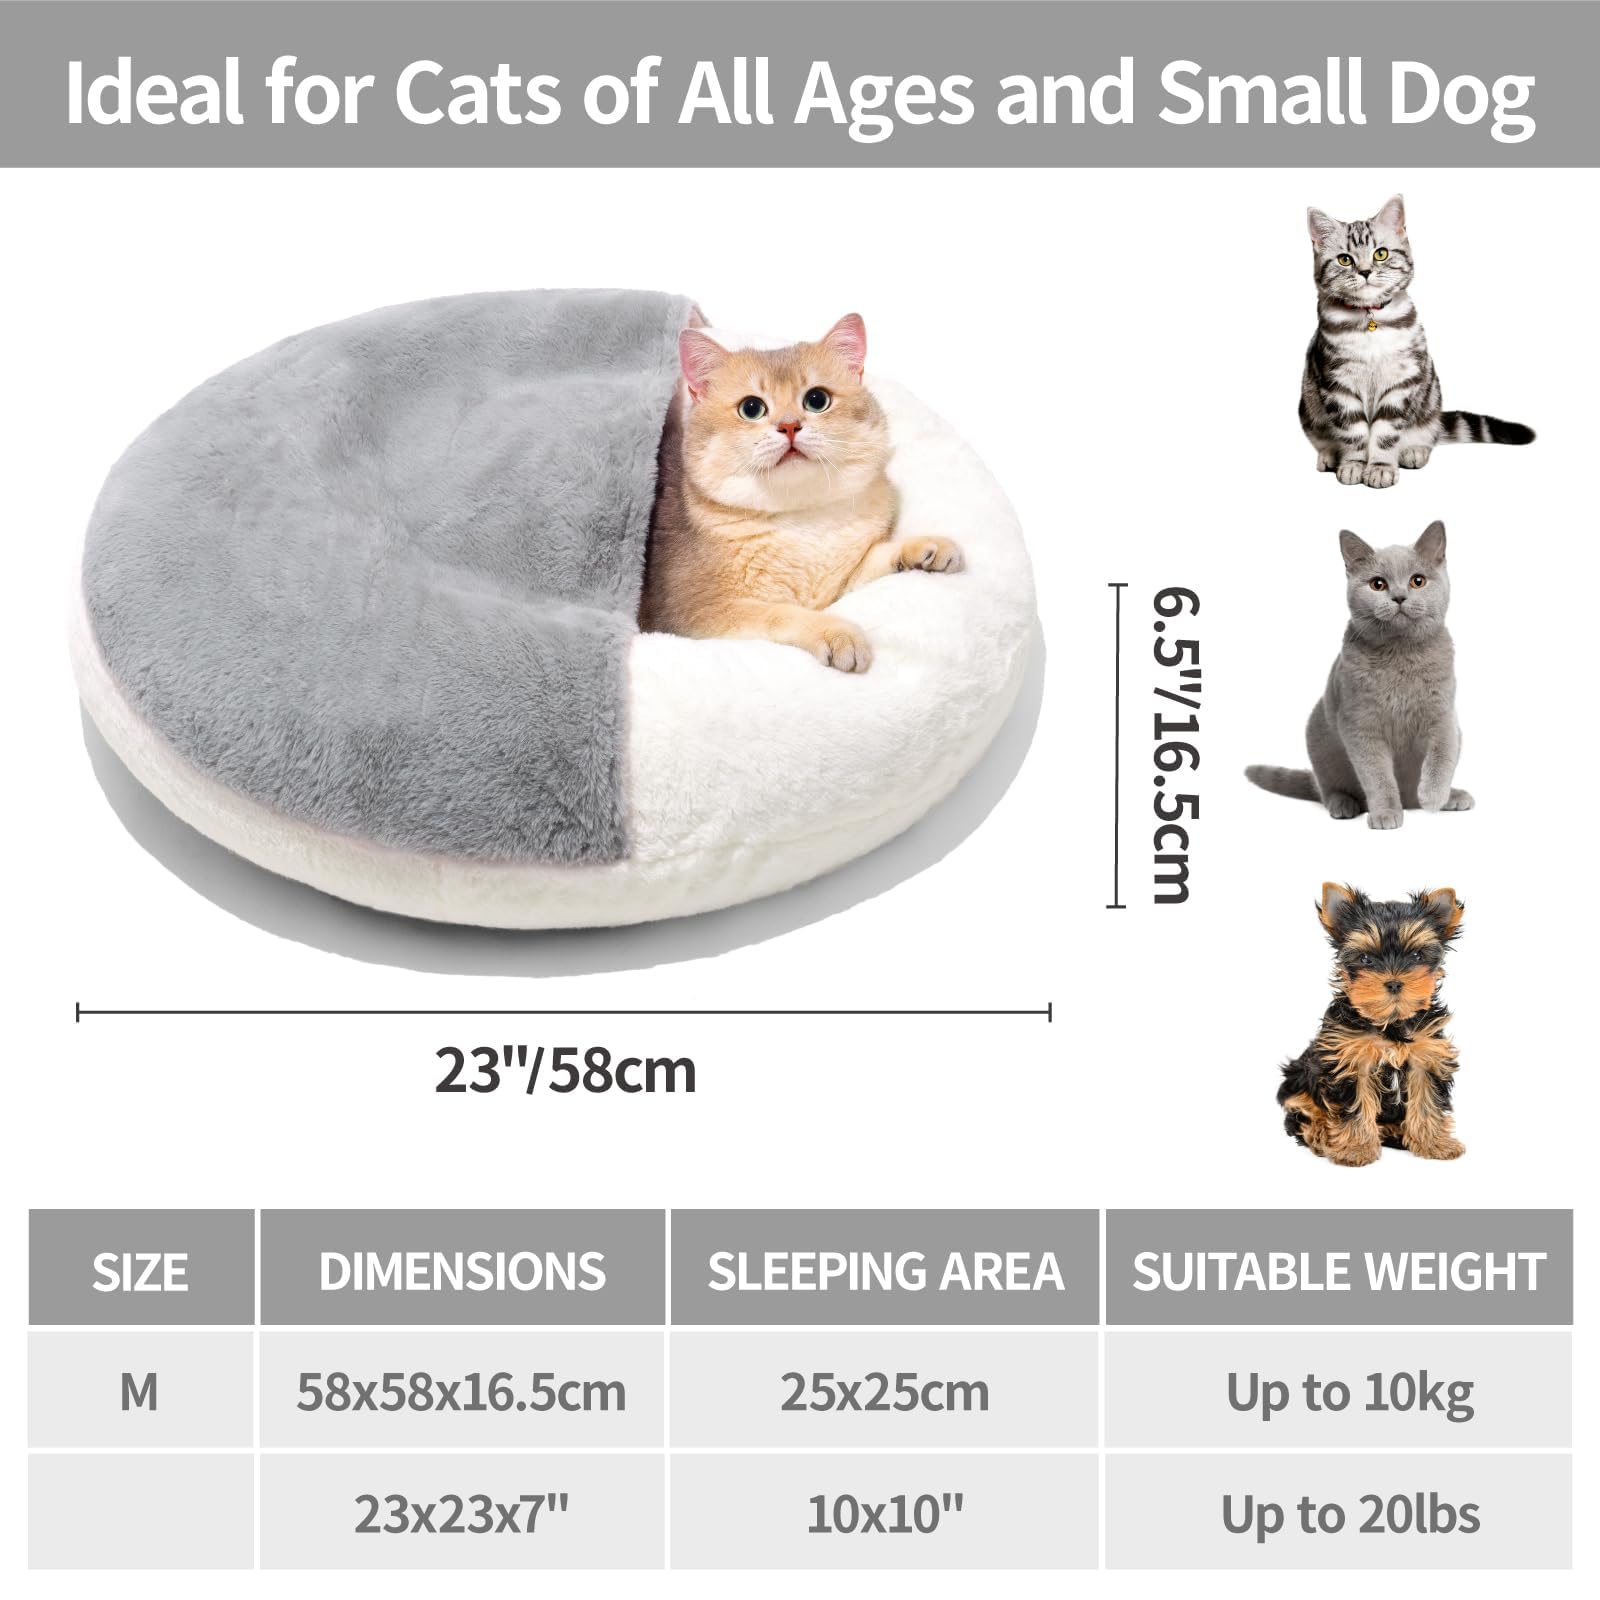 Ideal for Cats of All Ages and Small Dog
6.5"/16.5cm
23"/58cm
SIZE DIMENSIONS SLEEPING AREA SUITABLE WEIGHT
M 58x58x16.5cm 25x25cm Up to 10kg
23x23x7" 10x10" Up to 20lbs